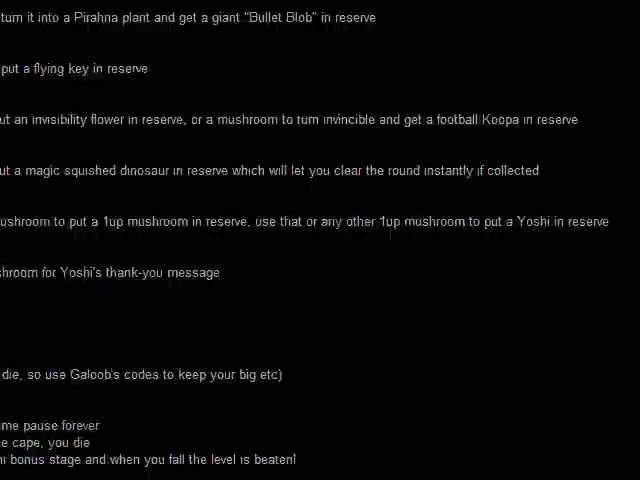 turn it into a Pirahna plant and get a giant "Bullet Blob" in reserve
put a flying key in reserve
ut an invisibility flower in reserve, or a mushroom to turn invincible and get a football Koopa in reserve
ut a magic squished dinosaur in reserve which will let you clear the round instantly if collected
ushroom to put a 1up mushroom in reserve, use that or any other 1up mushroom to put a Yoshi in reserve
shroom for Yoshi's thank-you message
die, so use Galoob's codes to keep your big etc)
me pause forever
e cape, you die
ni bonus stage and when you fall the level is beaten!